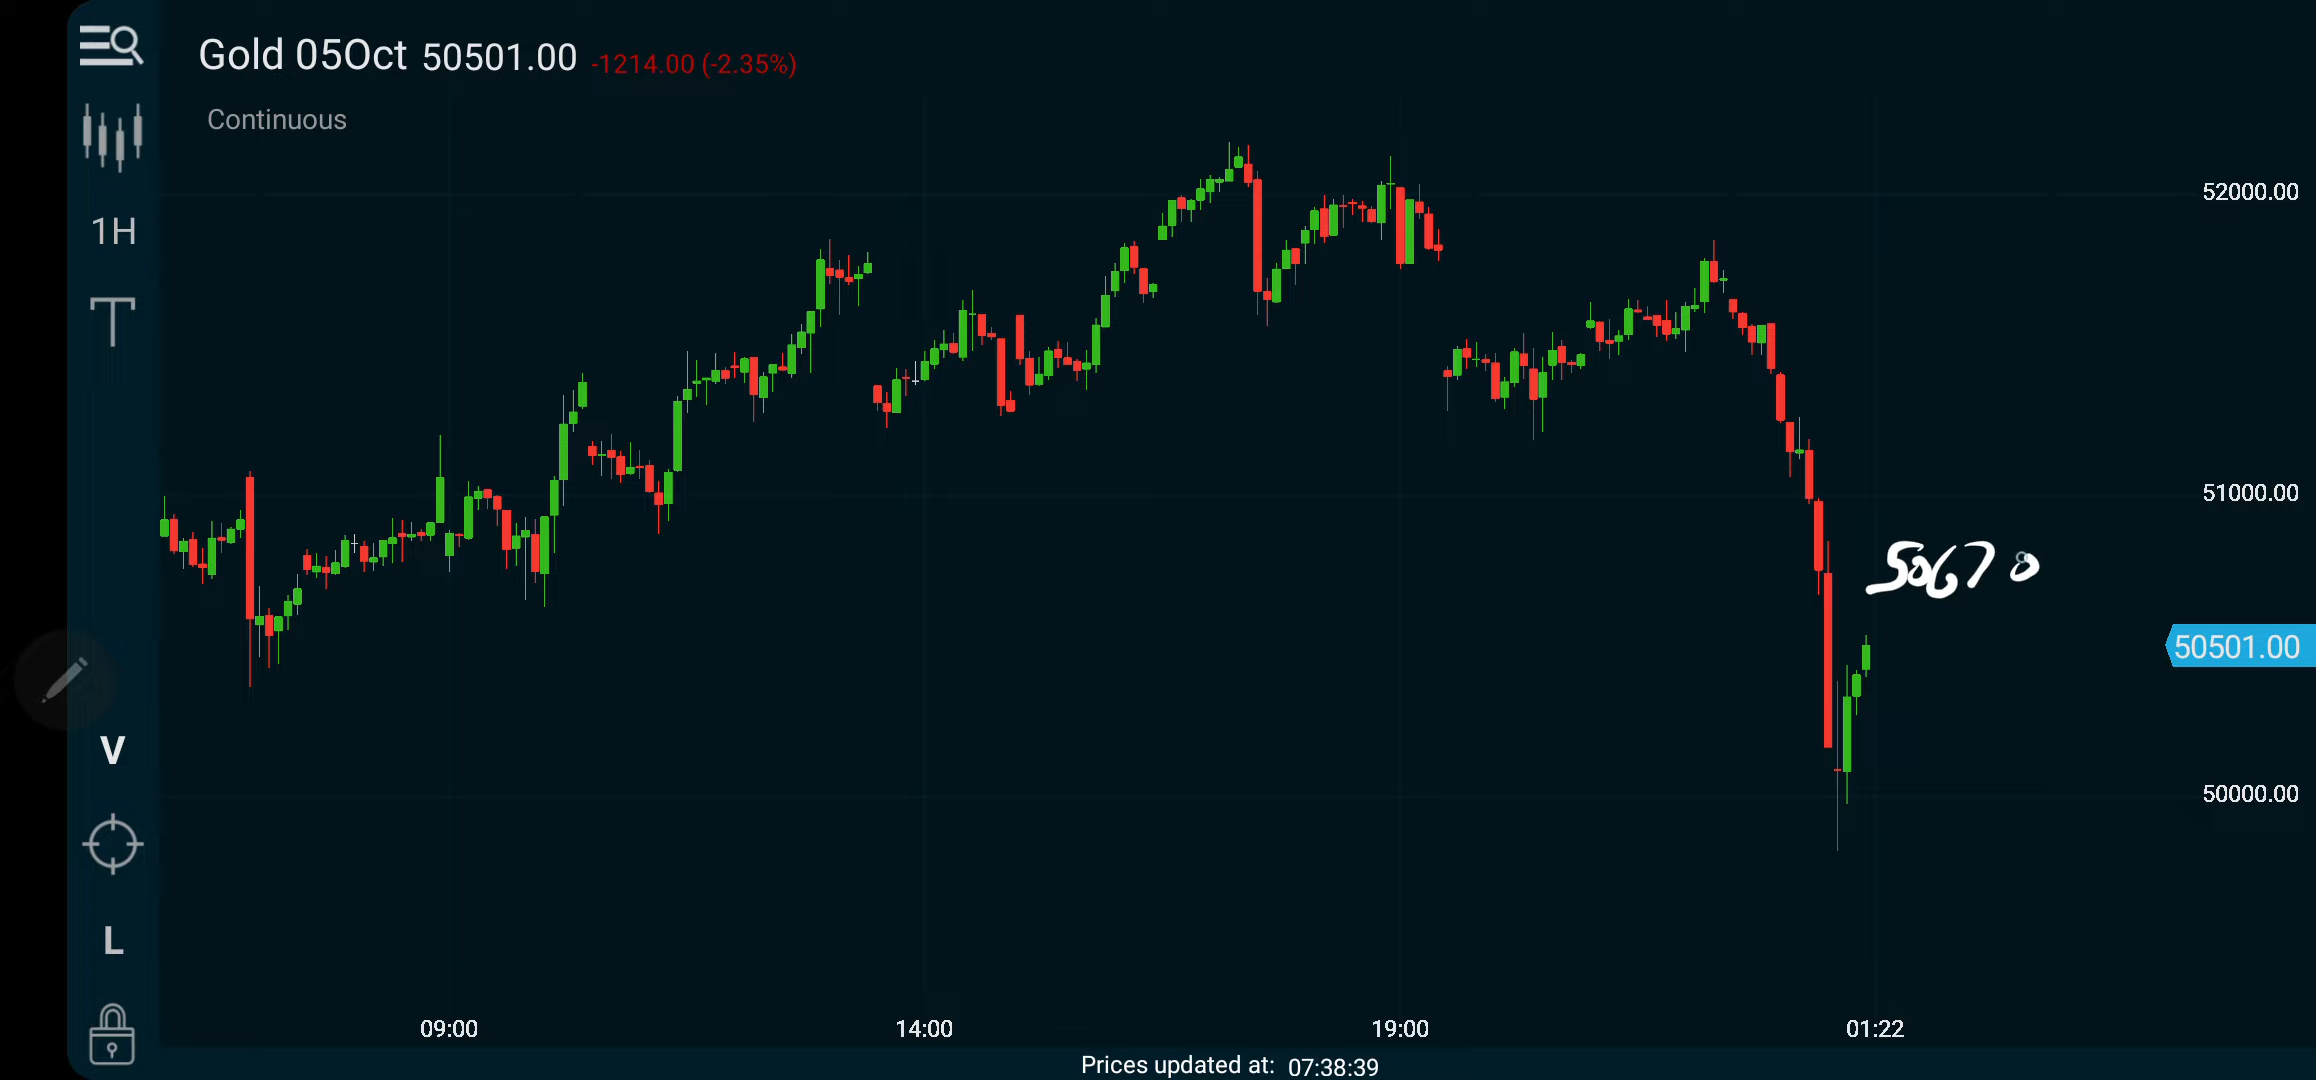 Gold 05Oct 50501.00 -1214.00 (-2.35%)
Continuous
1H
T
V
L
52000.00
51000.00
50670
50501.00
50000.00
09:00 14:00 19:00 01:22
Prices updated at: 07:38:39